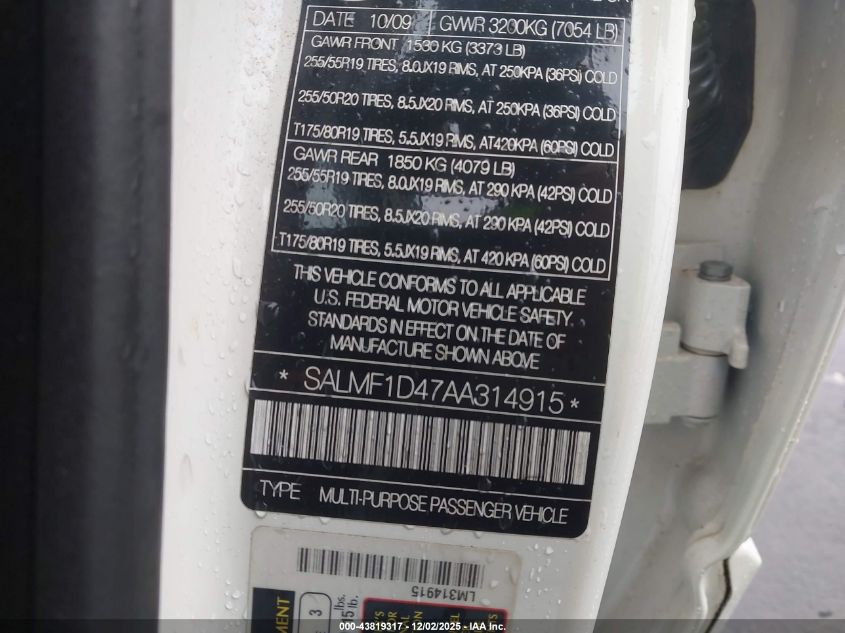 DATE 10/09 GVWR 3200KG (7054 LB)
GAWR FRONT 1530 KG (3373 LB)
255/55R19 TIRES, 8.0JX19 RIMS, AT 250KPA (36PSI) COLD
255/50R20 TIRES, 8.5JX20 RIMS, AT 250KPA (36PSI) COLD
T175/80R19 TIRES, 5.5JX19 RIMS, AT420KPA (60PSI) COLD
GAWR REAR 1850 KG (4079 LB)
255/55R19 TIRES, 8.0JX19 RIMS, AT 290 KPA (42PSI) COLD
255/50R20 TIRES, 8.5JX20 RIMS, AT 290 KPA (42PSI) COLD
T175/80R19 TIRES, 5.5JX19 RIMS, AT 420 KPA (60PSI) COLD
THIS VEHICLE CONFORMS TO ALL APPLICABLE
U.S. FEDERAL MOTOR VEHICLE SAFETY
STANDARDS IN EFFECT ON THE DATE OF
MANUFACTURE SHOWN ABOVE
* SALMF1D47AA314915 *
TYPE MULTI-PURPOSE PASSENGER VEHICLE
LM314915
3
lbs.
lb.
000-43819317 - 12/02/2025 - IAA Inc.